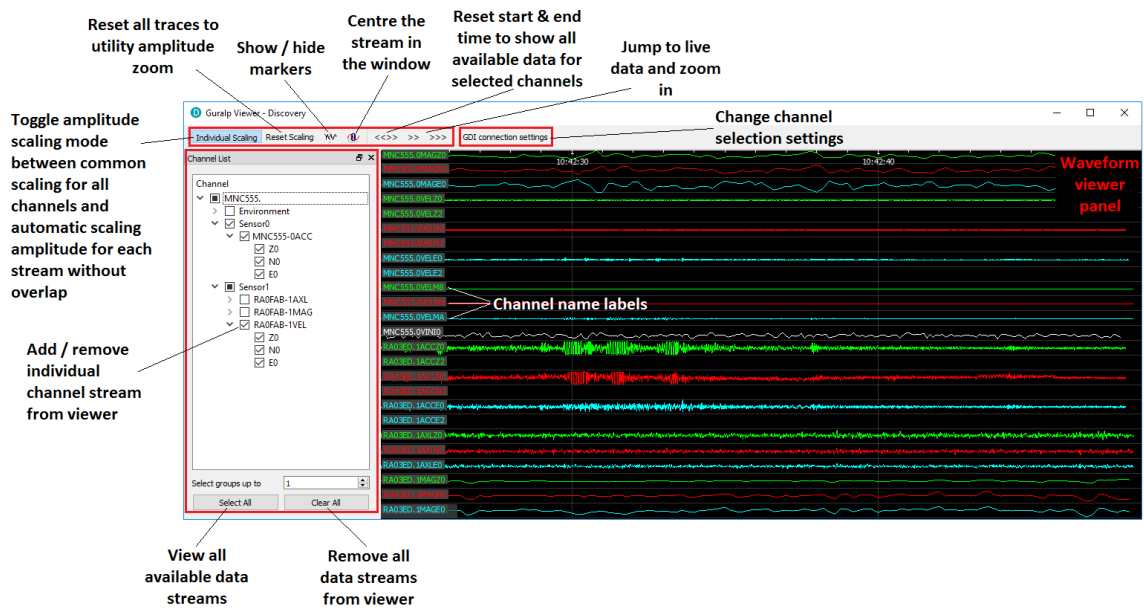 Reset all traces to
utility amplitude
zoom
Show / hide
markers
Centre the
stream in
the window
Reset start & end
time to show all
available data for
selected channels
Jump to live
data and zoom
in
Toggle amplitude
scaling mode
between common
scaling for all
channels and
automatic scaling
amplitude for each
stream without
overlap
Add / remove
individual
channel stream
from viewer
Guralp Viewer - Discovery
Individual Scaling Reset Scaling <<>> >> >>> GDI connection settings
Change channel
selection settings
Channel List
Channel
MNC555.
Environment
Sensor0
MNC555-0ACC
Z0
N0
E0
Sensor1
RA0FAB-1AXL
RA0FAB-1MAG
RA0FAB-1VEL
Z0
N0
E0
Select groups up to 1
Select All Clear All
10:42:30 10:42:40
Waveform
viewer
panel
MNC555.0MAGZ0
MNC555.0MAGE0
MNC555.0VELZ0
MNC555.0VELZ2
MNC555.0VELE0
MNC555.0VELE2
MNC555.0VELM8
MNC555.0VELMA
MNC555.0VINI0
RA03ED.1ACCZ0
RA03ED.1ACCZ2
RA03ED.1ACCE0
RA03ED.1ACCE2
RA03ED.1AXLZ0
RA03ED.1AXLE0
RA03ED.1MAGZ0
RA03ED.1MAGE0
Channel name labels
View all
available data
streams
Remove all
data streams
from viewer